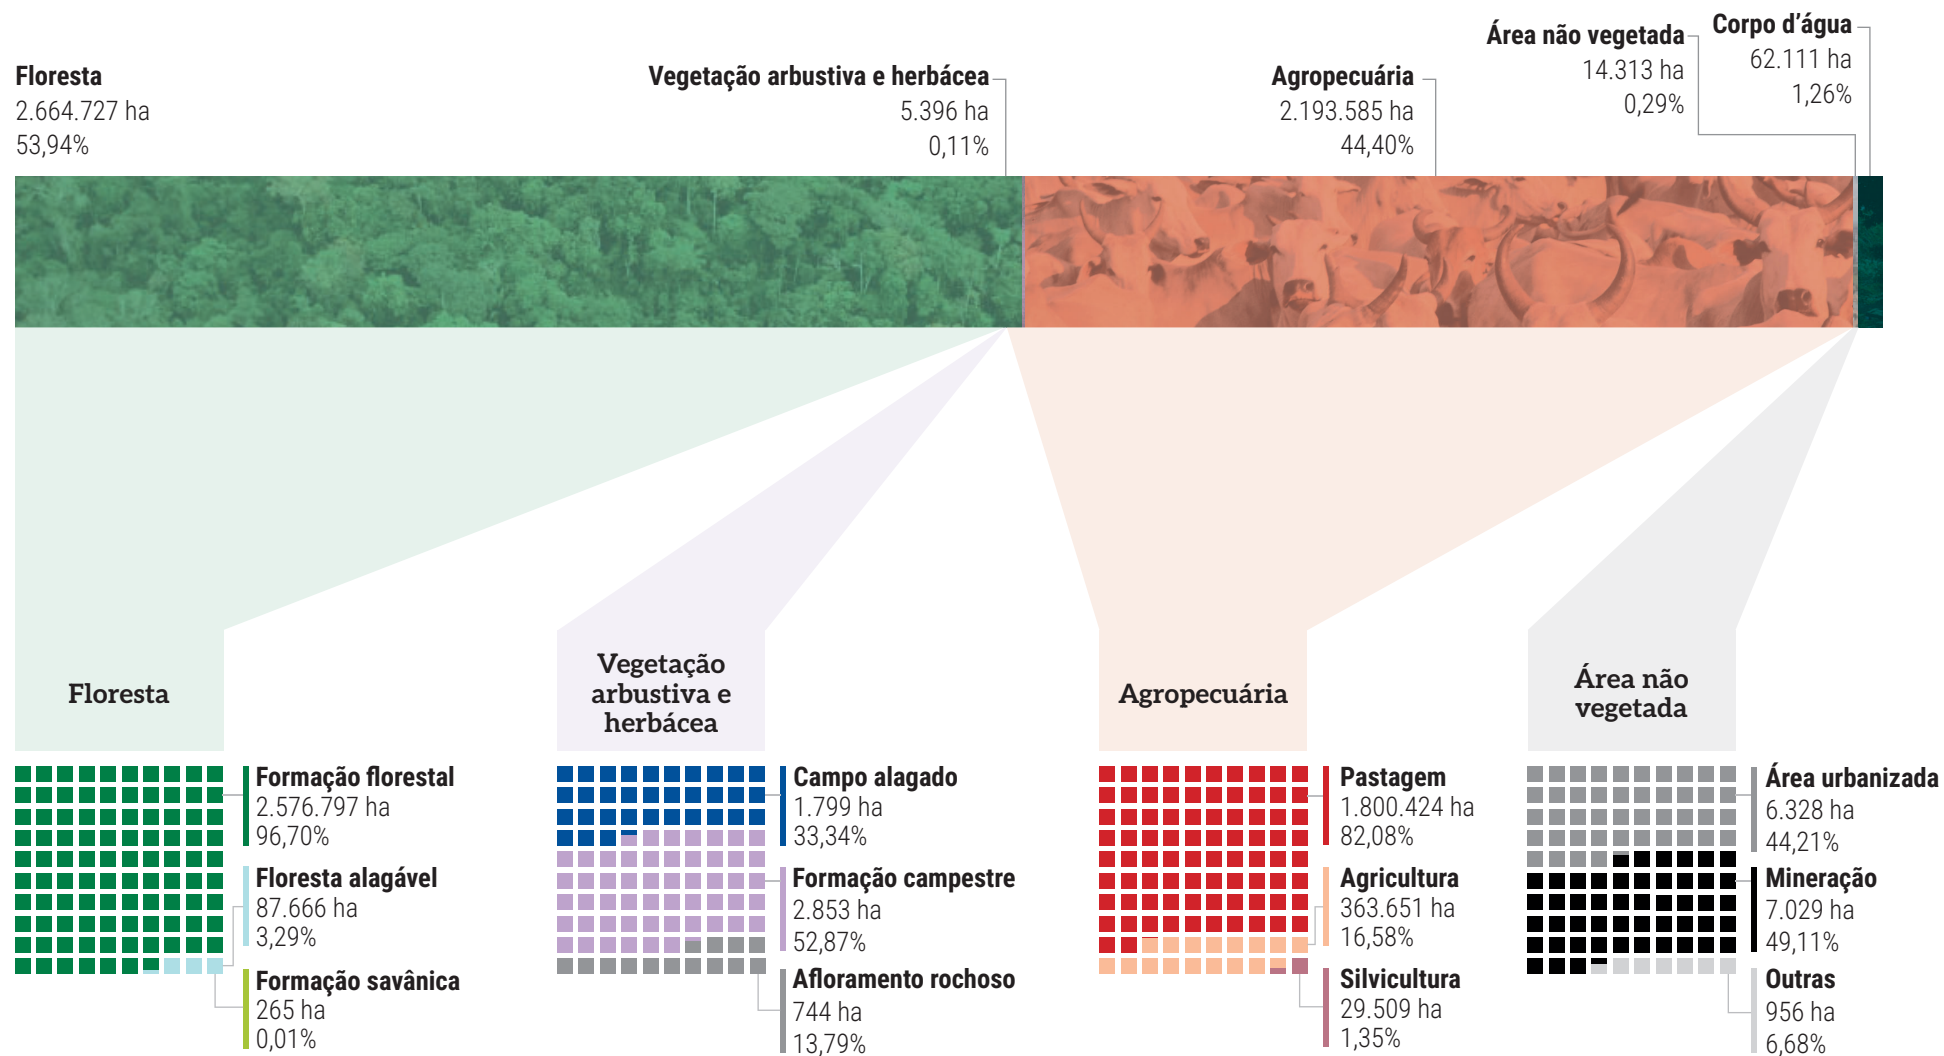 Floresta
2.664.727 ha
53,94%
Vegetação arbustiva e herbácea
5.396 ha
0,11%
Agropecuária
2.193.585 ha
44,40%
Área não vegetada
14.313 ha
0,29%
Corpo d’água
62.111 ha
1,26%
Floresta
Vegetação
arbustiva e
herbácea
Agropecuária
Área não
vegetada
Formação florestal
2.576.797 ha
96,70%
Floresta alagável
87.666 ha
3,29%
Formação savânica
265 ha
0,01%
Campo alagado
1.799 ha
33,34%
Formação campestre
2.853 ha
52,87%
Afloramento rochoso
744 ha
13,79%
Pastagem
1.800.424 ha
82,08%
Agricultura
363.651 ha
16,58%
Silvicultura
29.509 ha
1,35%
Área urbanizada
6.328 ha
44,21%
Mineração
7.029 ha
49,11%
Outras
956 ha
6,68%